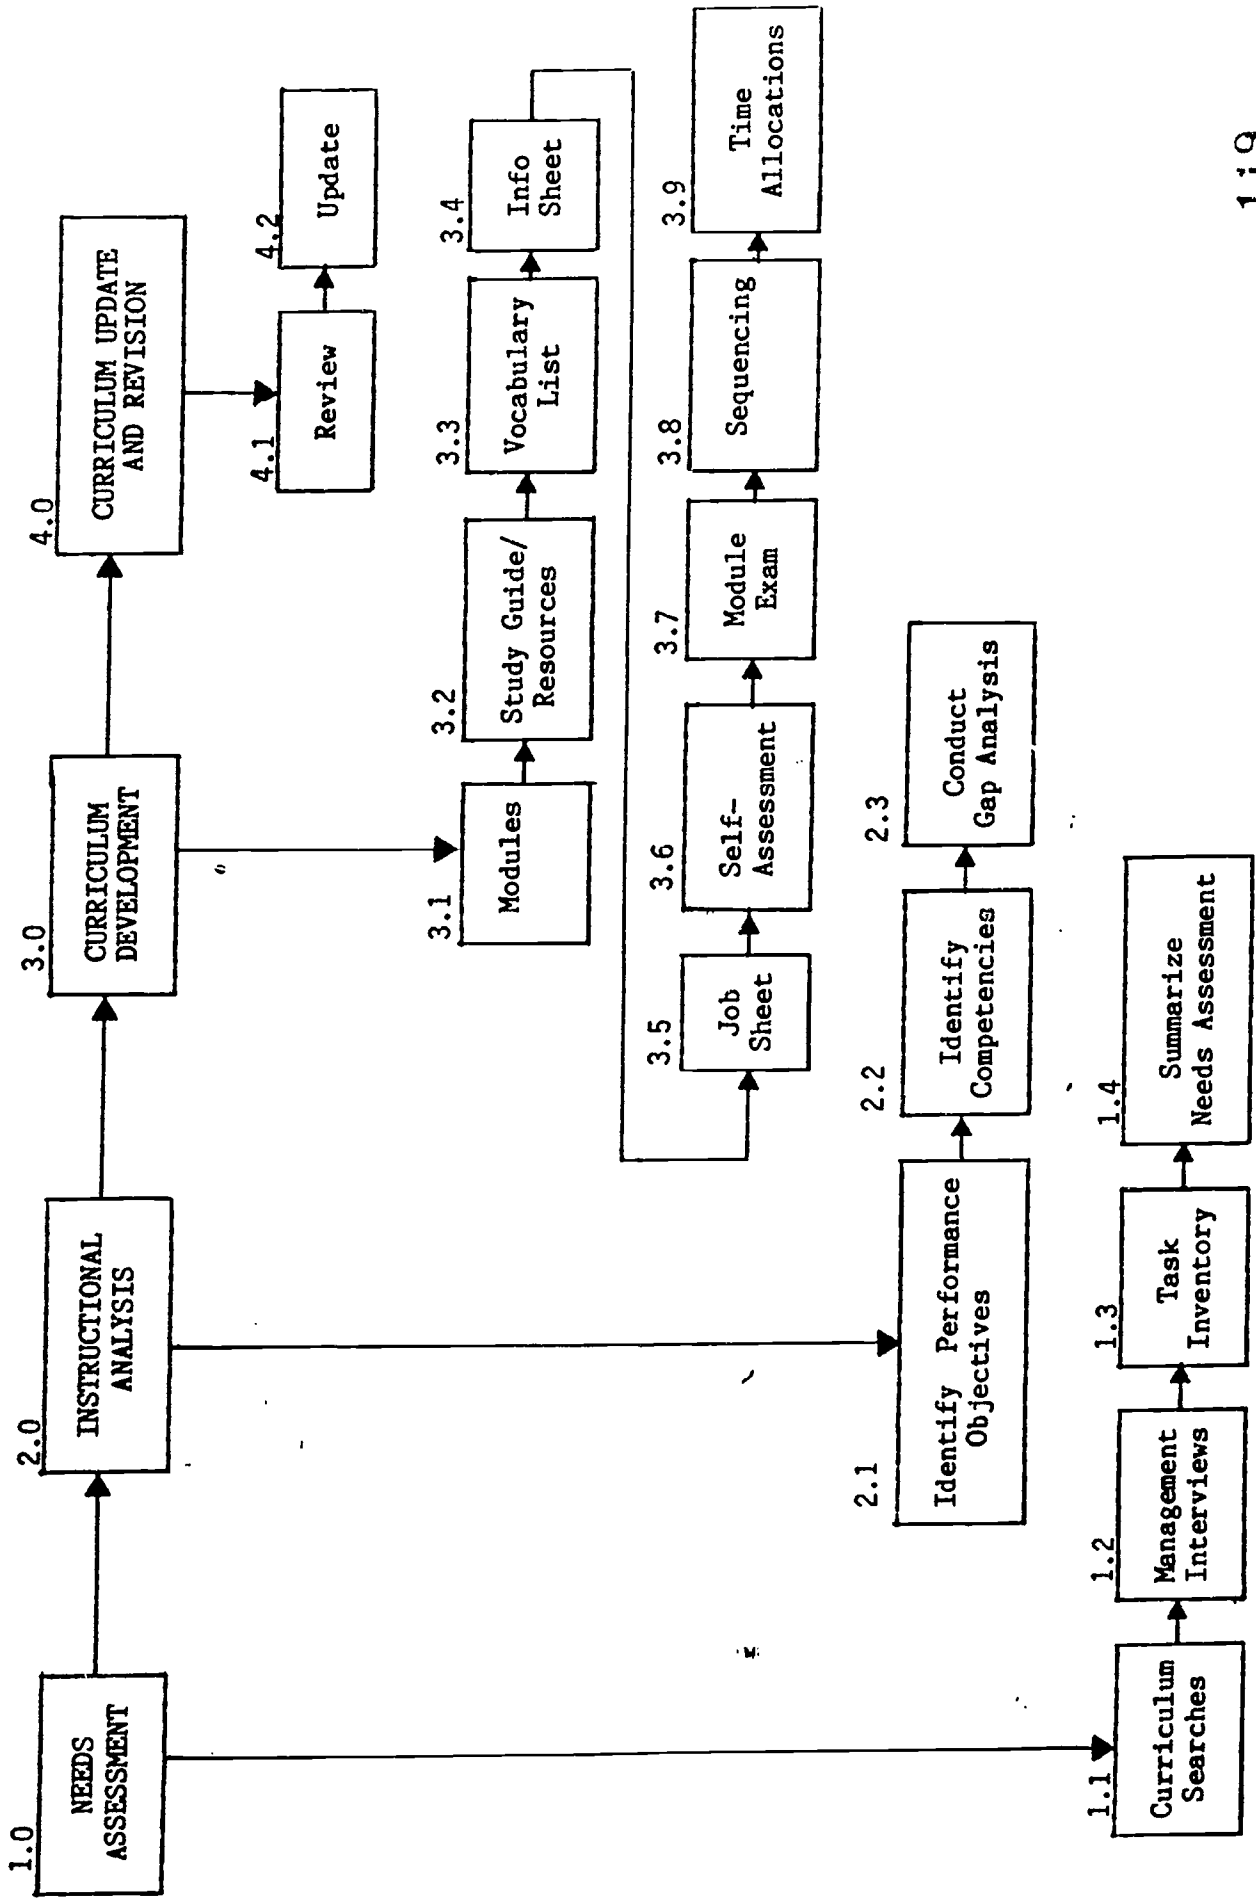 1.0
NEEDS
ASSESSMENT
2.0
INSTRUCTIONAL
ANALYSIS
3.0
CURRICULUM
DEVELOPMENT
4.0
CURRICULUM UPDATE
AND REVISION
4.1
Review
4.2
Update
3.1
Modules
3.2
Study Guide/
Resources
3.3
Vocabulary
List
3.4
Info
Sheet
3.5
Job
Sheet
3.6
Self-
Assessment
3.7
Module
Exam
3.8
Sequencing
3.9
Time
Allocations
2.1
Identify Performance
Objectives
2.2
Identify
Competencies
2.3
Conduct
Gap Analysis
1.1
Curriculum
Searches
1.2
Management
Interviews
1.3
Task
Inventory
1.4
Summarize
Needs Assessment